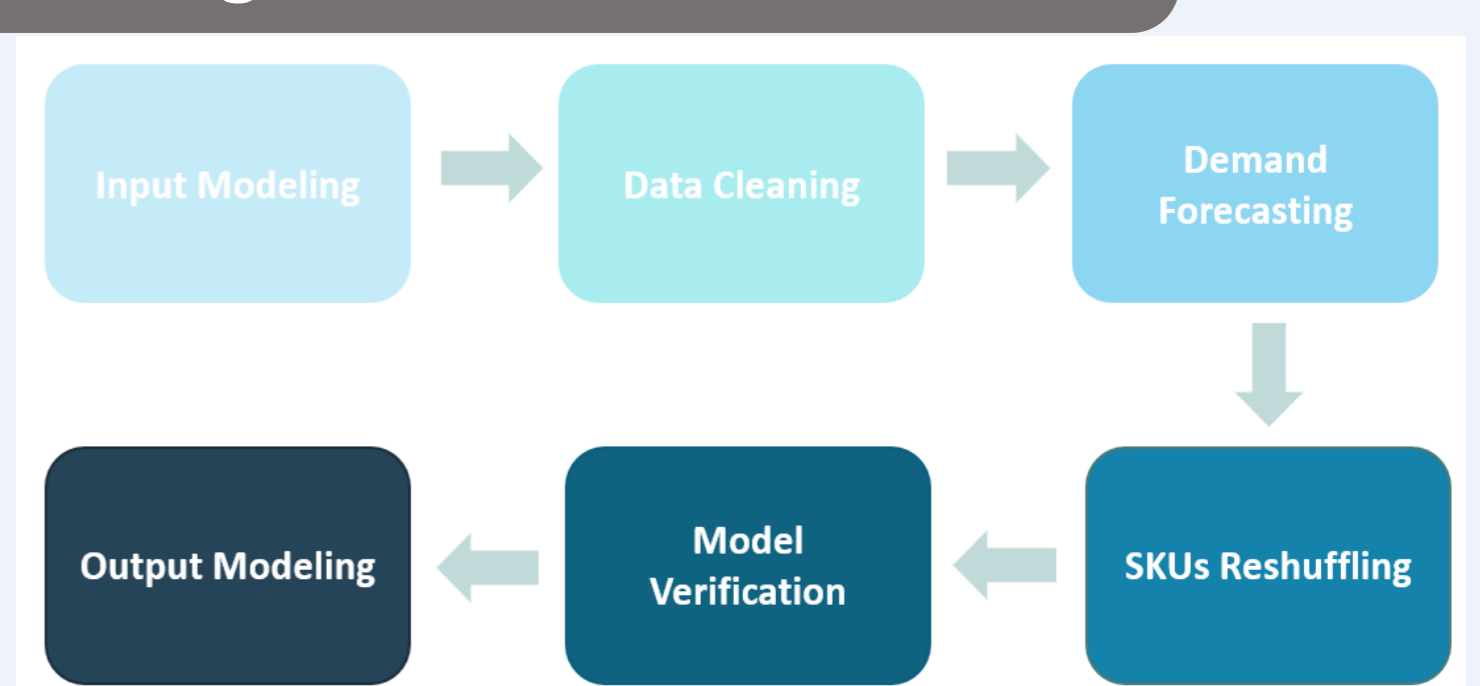 Input Modeling
Data Cleaning
Demand
Forecasting
SKUs Reshuffling
Model
Verification
Output Modeling